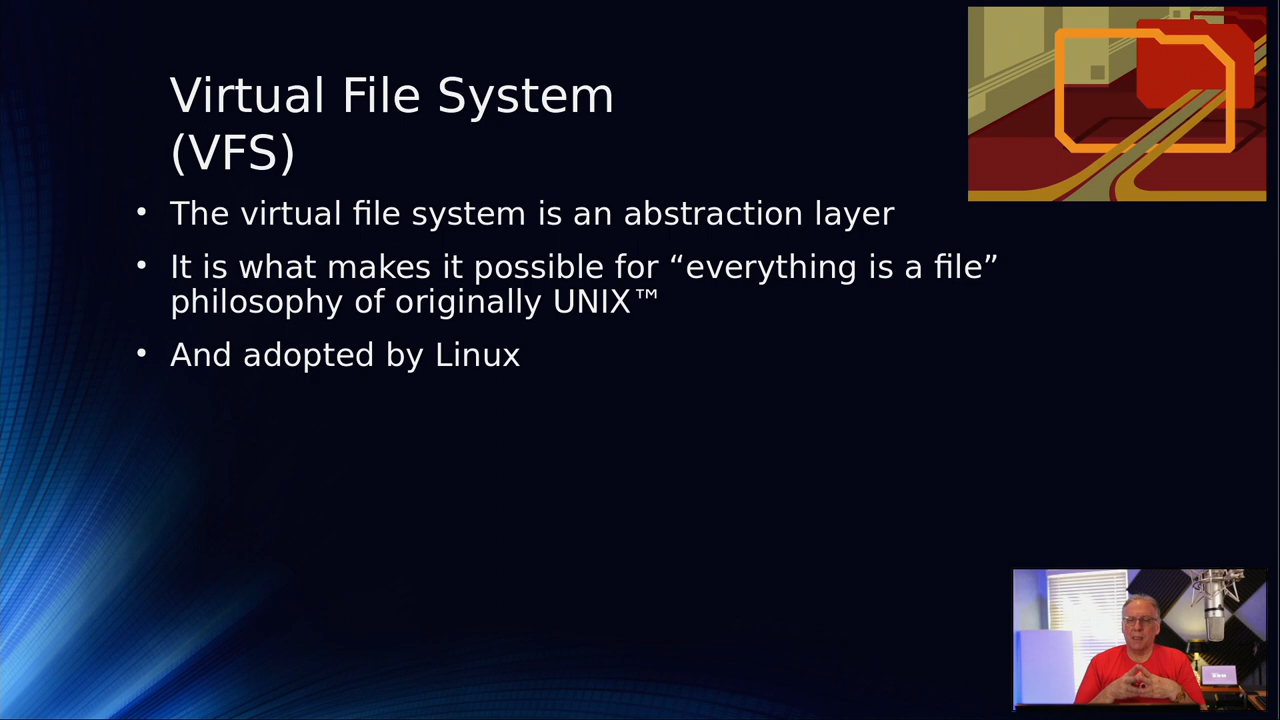 Virtual File System
(VFS)
• The virtual file system is an abstraction layer
• It is what makes it possible for “everything is a file”
philosophy of originally UNIX™
• And adopted by Linux